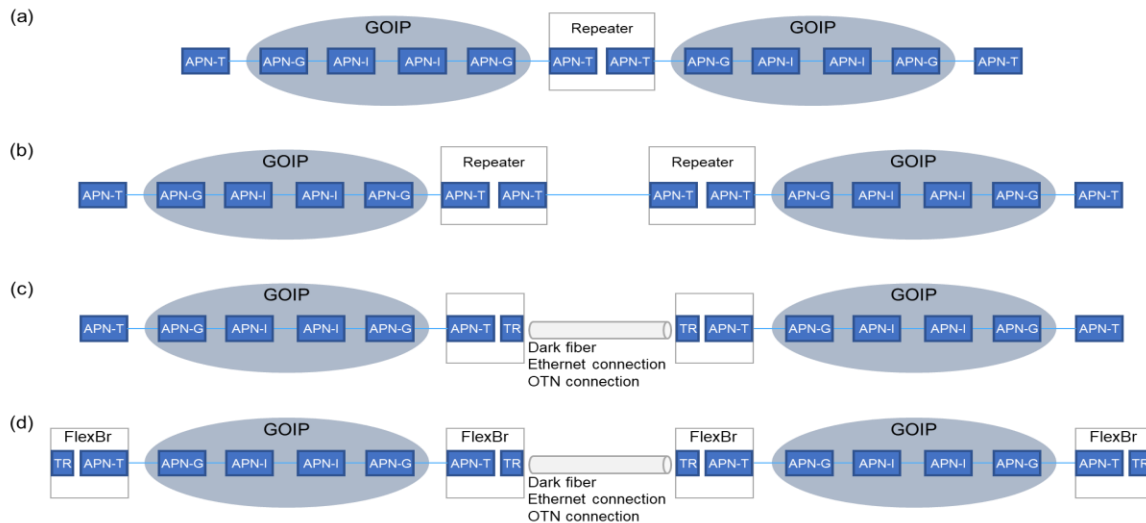 (a)
GOIP
Repeater
GOIP
APN-T APN-G APN-I APN-I APN-G APN-T APN-T APN-G APN-I APN-I APN-G APN-T
(b)
GOIP
Repeater
Repeater
GOIP
APN-T APN-G APN-I APN-I APN-G APN-T APN-T APN-T APN-T APN-G APN-I APN-I APN-G APN-T
(c)
GOIP
GOIP
APN-T APN-G APN-I APN-I APN-G APN-T TR TR APN-T APN-G APN-I APN-I APN-G APN-T
Dark fiber
Ethernet connection
OTN connection
(d)
FlexBr
GOIP
FlexBr
FlexBr
GOIP
FlexBr
TR APN-T APN-G APN-I APN-I APN-G APN-T TR TR APN-T APN-G APN-I APN-I APN-G APN-T TR
Dark fiber
Ethernet connection
OTN connection